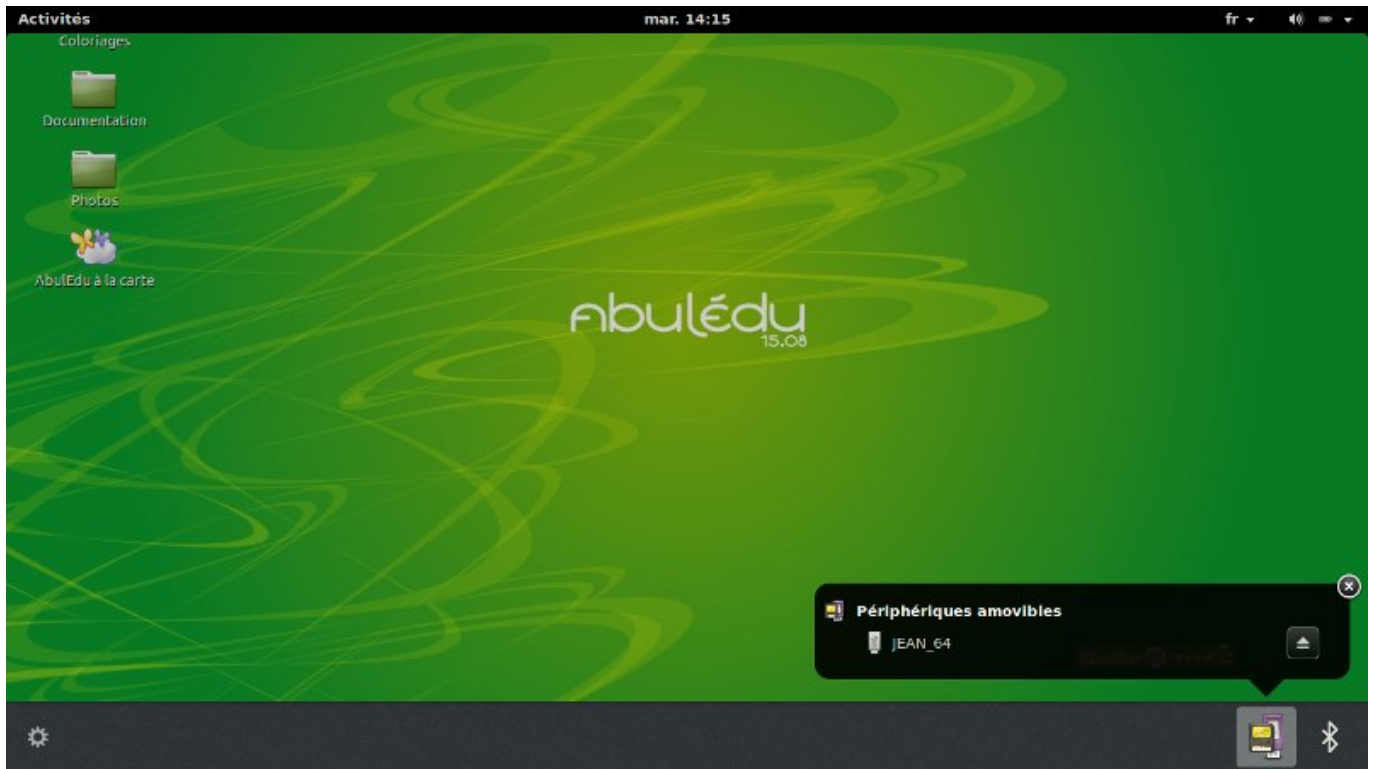 Activités
mar. 14:15
fr
Coloriages
Documentation
Photos
AbulEdu à la carte
abulédu
15.08
Périphériques amovibles
JEAN_64